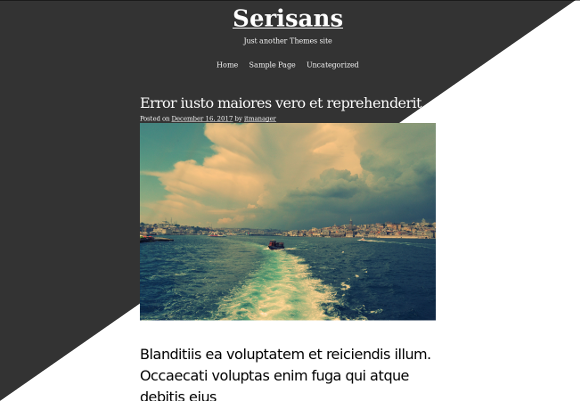 Serisans
Just another Themes site
Home Sample Page Uncategorized
Error iusto maiores vero et reprehenderit
Posted on December 16, 2017 by itmanager
Blanditiis ea voluptatem et reiciendis illum.
Occaecati voluptas enim fuga qui atque
debitis eius